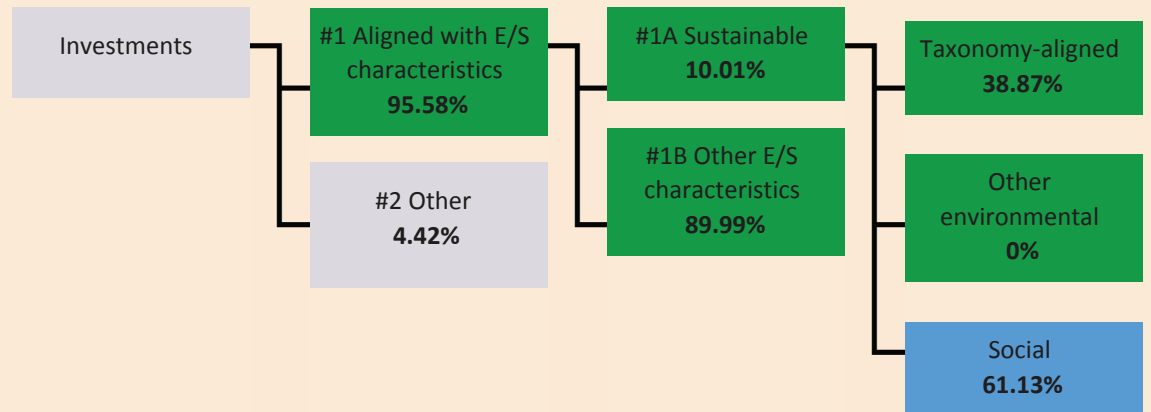 Investments
#1 Aligned with E/S
characteristics
95.58%
#2 Other
4.42%
#1A Sustainable
10.01%
#1B Other E/S
characteristics
89.99%
Taxonomy-aligned
38.87%
Other
environmental
0%
Social
61.13%